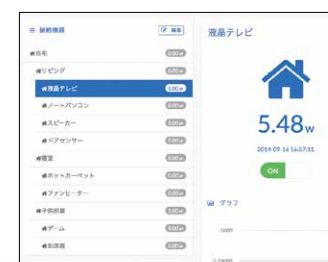 接続機器
編集
液晶テレビ
自宅
0.00w
リビング
0.00w
液晶テレビ
0.00w
ノートパソコン
0.00w
スピーカー
0.00w
ドアセンサー
0.00w
寝室
0.00w
ホットカーペット
0.00w
ファンヒーター
0.00w
子供部屋
0.00w
ゲーム
0.00w
加湿器
0.00w
5.48w
2014-09-16 16:57:11
ON
グラフ